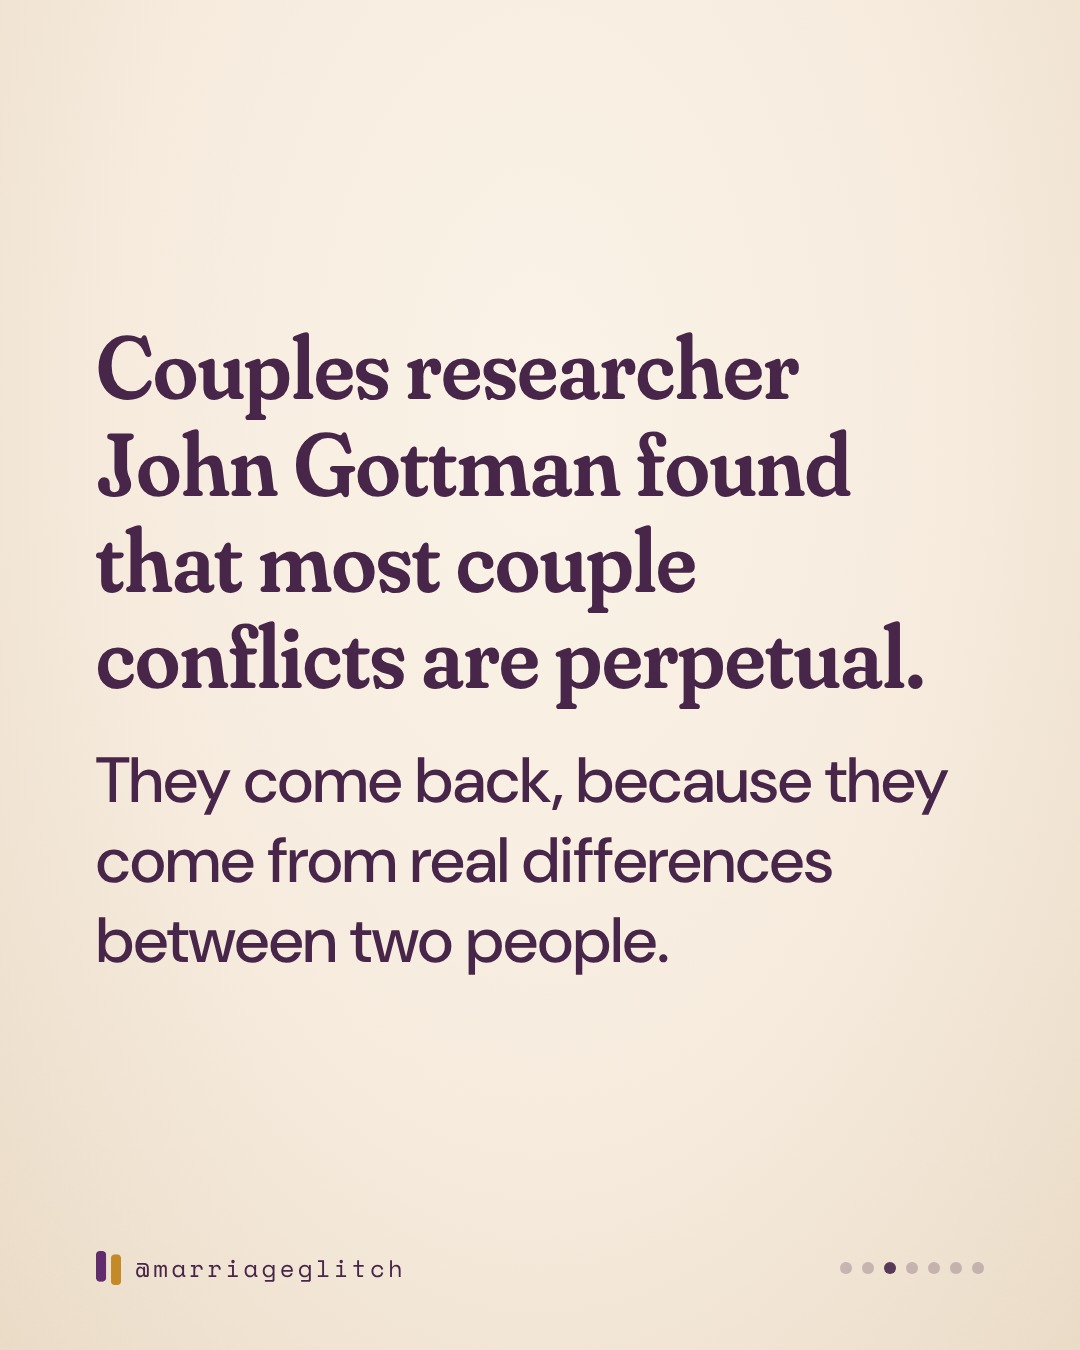 Couples researcher
John Gottman found
that most couple
conflicts are perpetual.
They come back, because they
come from real differences
between two people.
@marriageglitch